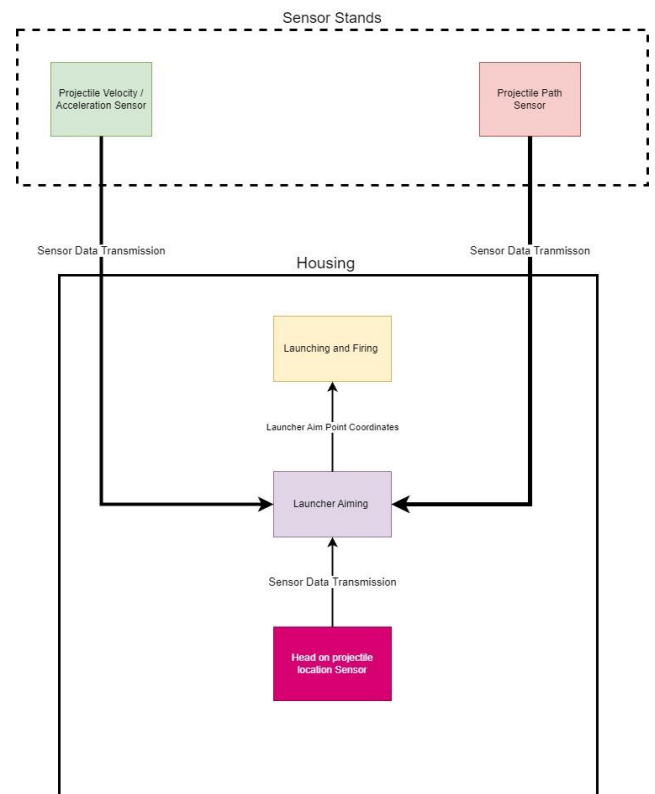 Sensor Stands
Projectile Velocity /
Acceleration Sensor
Projectile Path
Sensor
Sensor Data Transmission
Sensor Data Tranmisson
Housing
Launching and Firing
Launcher Aim Point Coordinates
Launcher Aiming
Sensor Data Transmission
Head on projectile
location Sensor